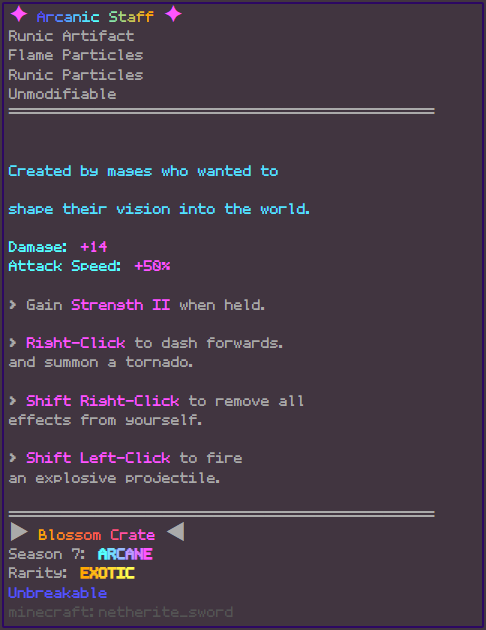 ✦ Arcanic Staff ✦
Runic Artifact
Flame Particles
Runic Particles
Unmodifiable
Created by mages who wanted to
shape their vision into the world.
Damage: +14
Attack Speed: +50%
> Gain Strength II when held.
> Right-Click to dash forwards.
and summon a tornado.
> Shift Right-Click to remove all
effects from yourself.
> Shift Left-Click to fire
an explosive projectile.
▶ Blossom Crate ◀
Season 7: ARCANE
Rarity: EXOTIC
Unbreakable
minecraft:netherite_sword